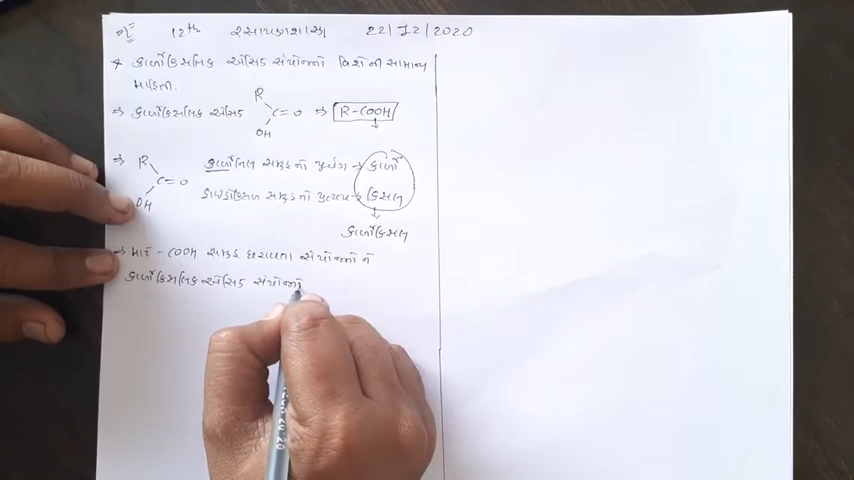 12th રસાયણશાસ્ત્ર 22/12/2020
* કાર્બોક્સિલિક એસિડ સંયોજનો વિશેની સામાન્ય
માહિતી.
⇒ કાર્બોક્સિલિક એસિડ R C=O OH ⇒ R-COOH
⇒ R C=O OH કાર્બોનિલ સમૂહનો પૂર્વગ → કાર્બો
હાઇડ્રોક્સિલ સમૂહનો પ્રત્યય → ક્સિલ
કાર્બોક્સિલ
⇒ માટે -COOH સમૂહ ધરાવતા સંયોજનો ને
કાર્બોક્સિલિક એસિડ સંયોજનો